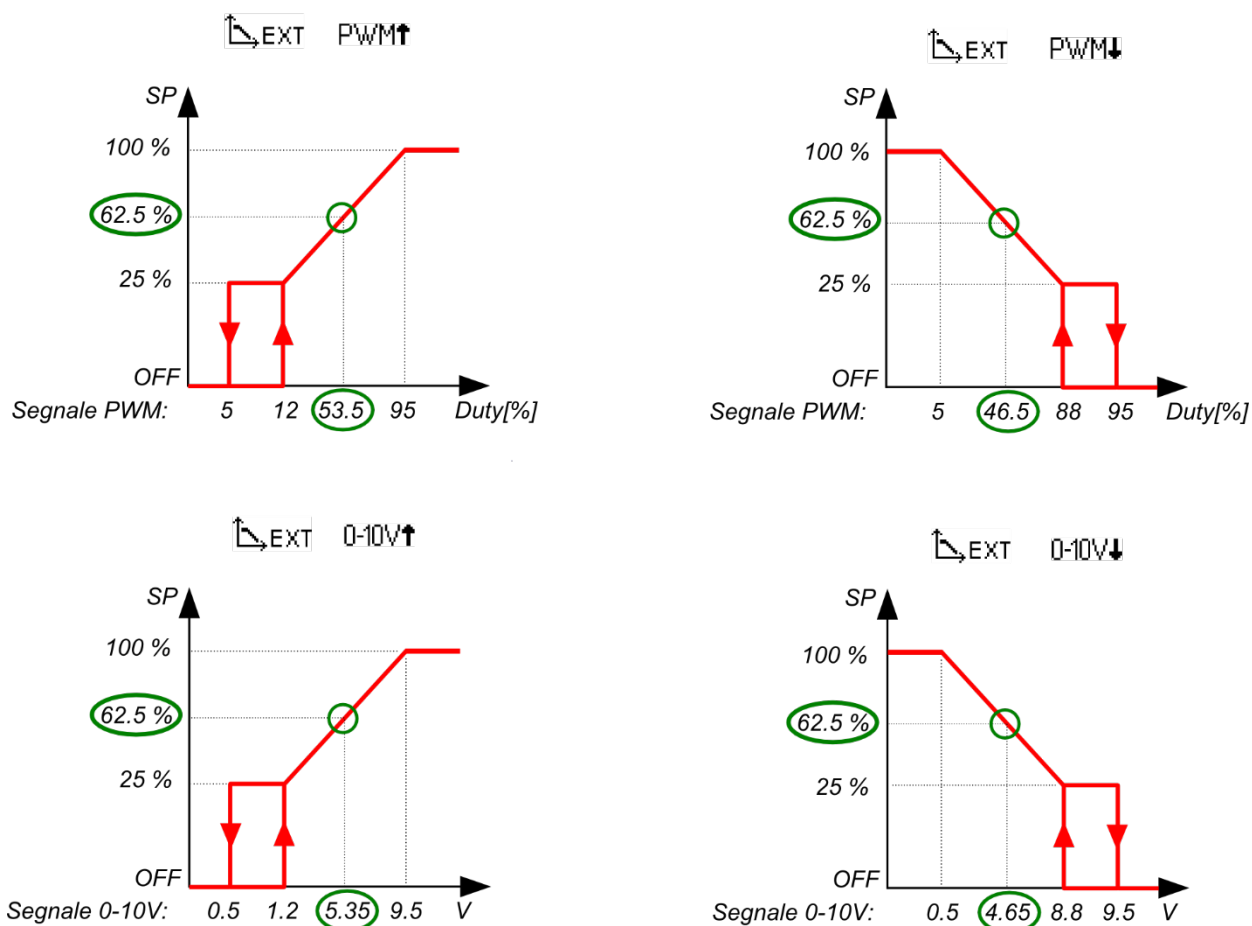 EXT PWM↑
SP
100 %
62.5 %
25 %
OFF
Segnale PWM: 5 12 53.5 95 Duty[%]
EXT PWM↓
SP
100 %
62.5 %
25 %
OFF
Segnale PWM: 5 46.5 88 95 Duty[%]
EXT 0-10V↑
SP
100 %
62.5 %
25 %
OFF
Segnale 0-10V: 0.5 1.2 5.35 9.5 V
EXT 0-10V↓
SP
100 %
62.5 %
25 %
OFF
Segnale 0-10V: 0.5 4.65 8.8 9.5 V